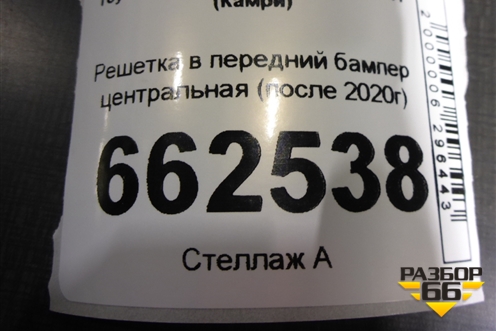 (Камри)
Решетка в передний бампер
центральная (после 2020г)
662538
Стеллаж А
2000006296443
РАЗБОР
66